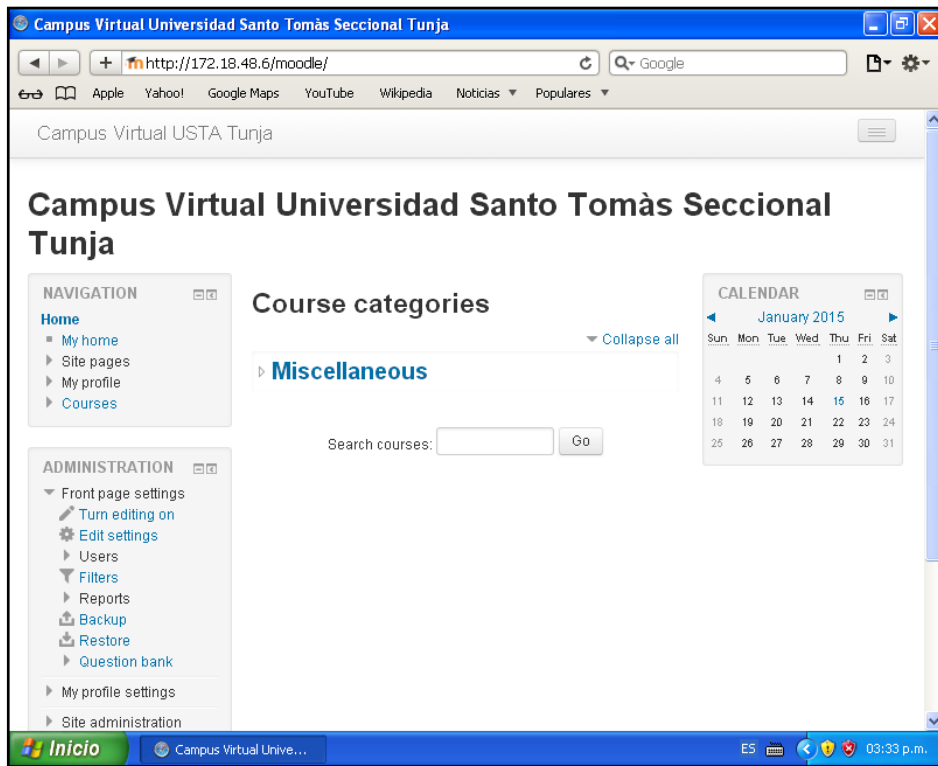 Campus Virtual Universidad Santo Tomàs Seccional Tunja
http://172.18.48.6/moodle/
Google
Apple Yahoo! Google Maps YouTube Wikipedia Noticias Populares
Campus Virtual USTA Tunja
Campus Virtual Universidad Santo Tomàs Seccional
Tunja
NAVIGATION
Home
My home
Site pages
My profile
Courses
ADMINISTRATION
Front page settings
Turn editing on
Edit settings
Users
Filters
Reports
Backup
Restore
Question bank
My profile settings
Site administration
Course categories
Collapse all
Miscellaneous
Search courses: Go
CALENDAR
January 2015
Sun Mon Tue Wed Thu Fri Sat
1 2 3
4 5 6 7 8 9 10
11 12 13 14 15 16 17
18 19 20 21 22 23 24
25 26 27 28 29 30 31
Inicio Campus Virtual Unive... ES 03:33 p.m.